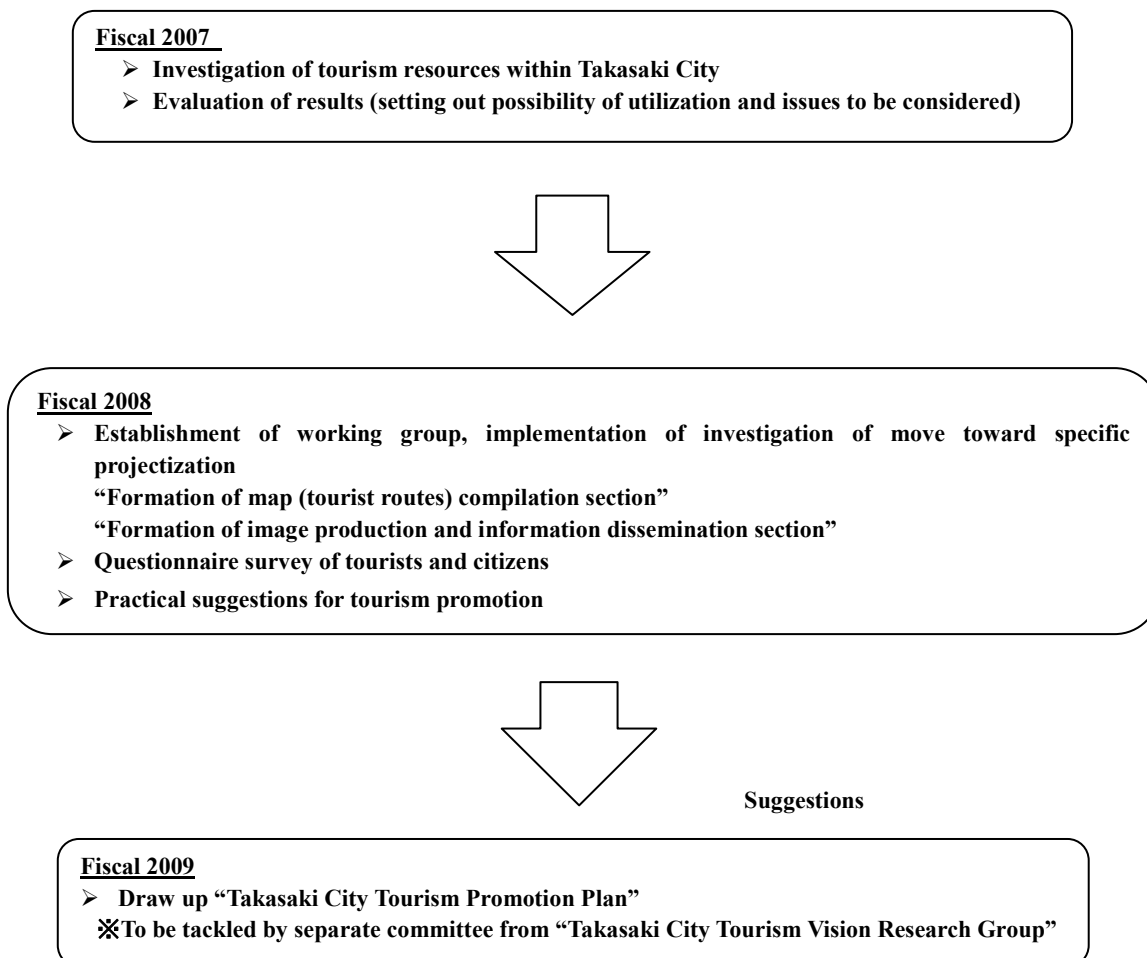 Fiscal 2007
➢ Investigation of tourism resources within Takasaki City
➢ Evaluation of results (setting out possibility of utilization and issues to be considered)
Fiscal 2008
➢ Establishment of working group, implementation of investigation of move toward specific
projectization
“Formation of map (tourist routes) compilation section”
“Formation of image production and information dissemination section”
➢ Questionnaire survey of tourists and citizens
➢ Practical suggestions for tourism promotion
Suggestions
Fiscal 2009
➢ Draw up “Takasaki City Tourism Promotion Plan”
※To be tackled by separate committee from “Takasaki City Tourism Vision Research Group”